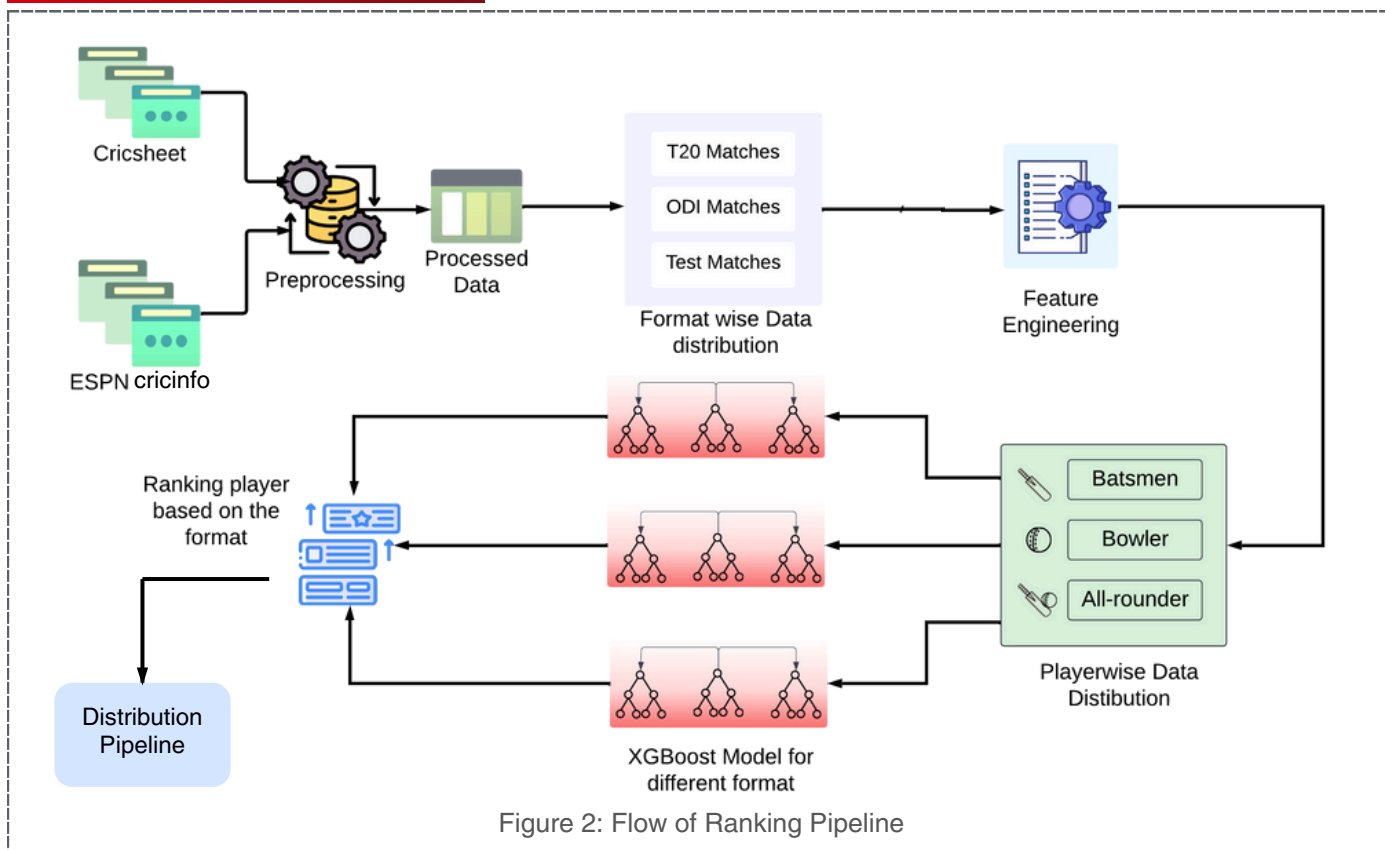 Cricsheet
ESPN cricinfo
Preprocessing
Processed
Data
T20 Matches
ODI Matches
Test Matches
Format wise Data
distribution
Feature
Engineering
Batsmen
Bowler
All-rounder
Playerwise Data
Distibution
XGBoost Model for
different format
Ranking player
based on the
format
Distribution
Pipeline
Figure 2: Flow of Ranking Pipeline